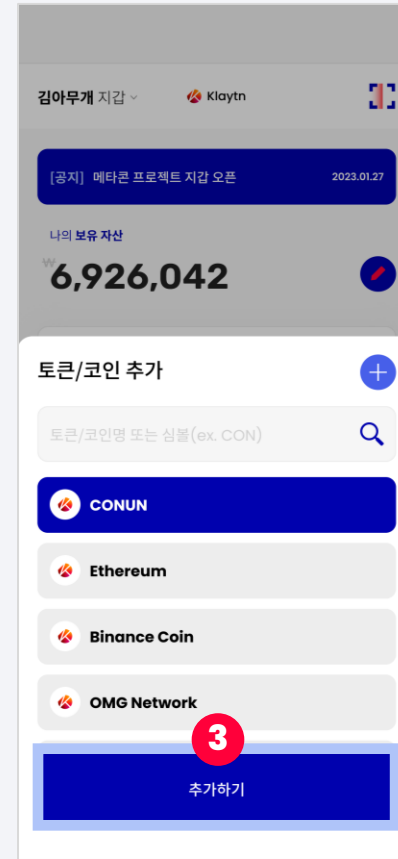 김아무개 지갑 Klaytn
[공지] 메타콘 프로젝트 지갑 오픈 2023.01.27
나의 보유 자산
₩6,926,042
토큰/코인 추가
토큰/코인명 또는 심볼(ex. CON)
CONUN
Ethereum
Binance Coin
OMG Network
3
추가하기